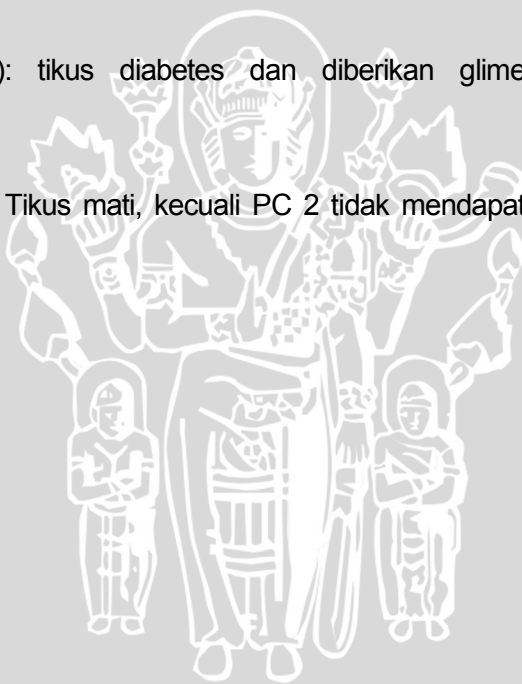 ): tikus diabetes dan diberikan glime
Tikus mati, kecuali PC 2 tidak mendapat